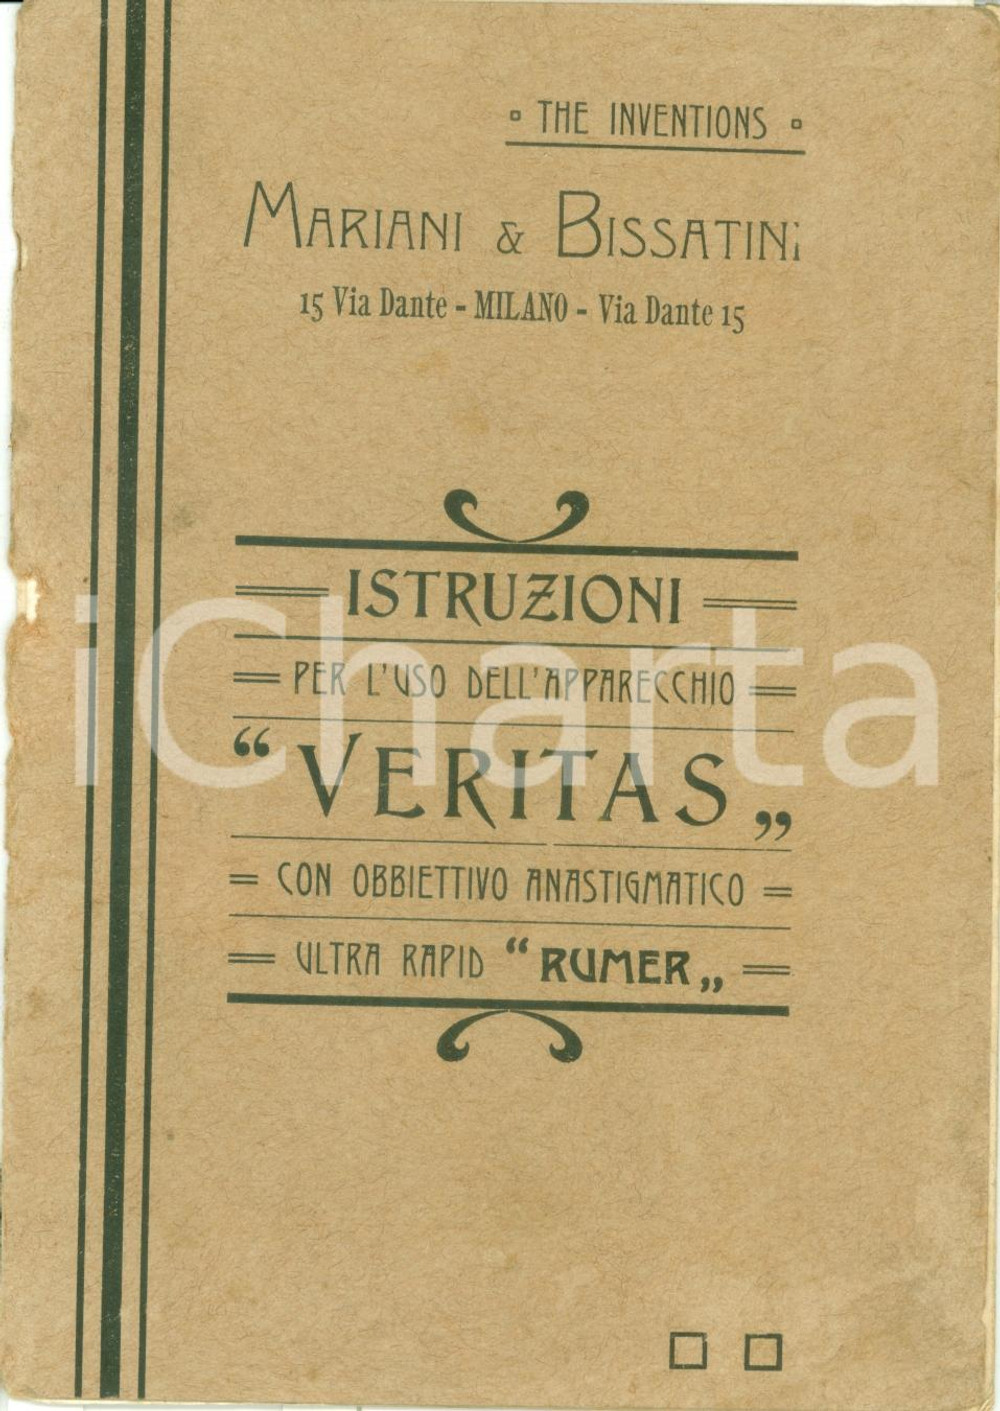 THE INVENTIONS
MARIANI & BISSATINi
15 Via Dante - MILANO - Via Dante 15
ISTRUZIONI
PER L'USO DELL'APPARECCHIO
“VERITAS„
CON OBBIETTIVO ANASTIGMATICO
ULTRA RAPID “RUMER„
iCharta